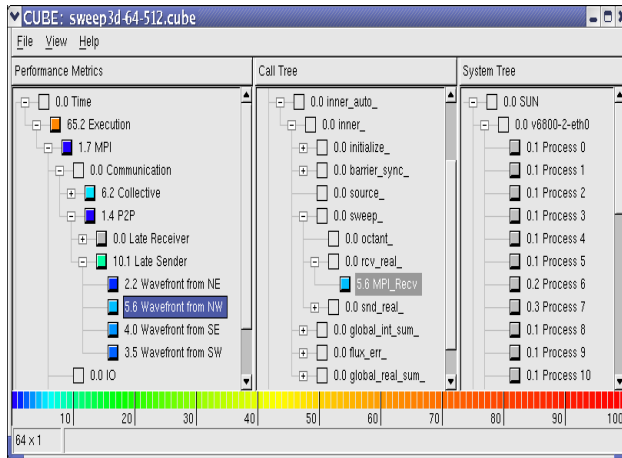 CUBE: sweep3d-64-512.cube
File View Help
Performance Metrics
0.0 Time
65.2 Execution
1.7 MPI
0.0 Communication
6.2 Collective
1.4 P2P
0.0 Late Receiver
10.1 Late Sender
2.2 Wavefront from NE
5.6 Wavefront from NW
4.0 Wavefront from SE
3.5 Wavefront from SW
0.0 IO
Call Tree
0.0 inner_auto_
0.0 inner_
0.0 initialize_
0.0 barrier_sync_
0.0 source_
0.0 sweep_
0.0 octant_
0.0 rcv_real_
5.6 MPI_Recv
0.0 snd_real_
0.0 global_int_sum_
0.0 flux_err_
0.0 global_real_sum_
System Tree
0.0 SUN
0.0 v6800-2-eth0
0.1 Process 0
0.1 Process 1
0.1 Process 2
0.1 Process 3
0.1 Process 4
0.1 Process 5
0.2 Process 6
0.3 Process 7
0.1 Process 8
0.1 Process 9
0.1 Process 10
10 20 30 40 50 60 70 80 90 100
64 x 1